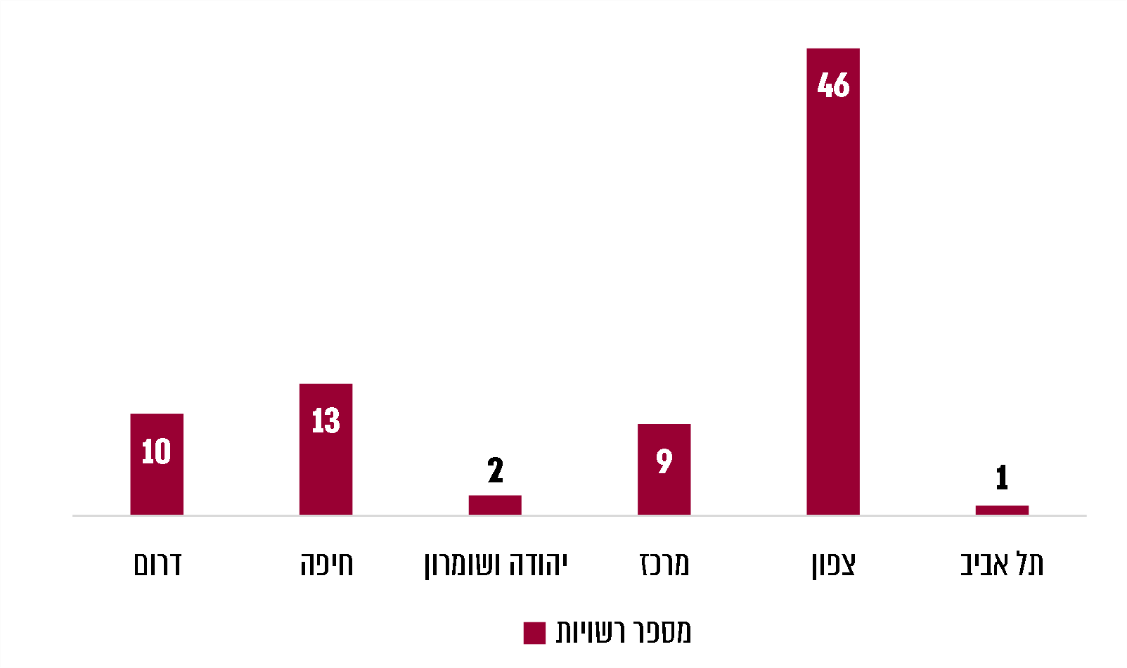 46
13
10
9
2
1
דרום
חיפה
יהודה ושומרון
מרכז
צפון
תל אביב
מספר רשויות